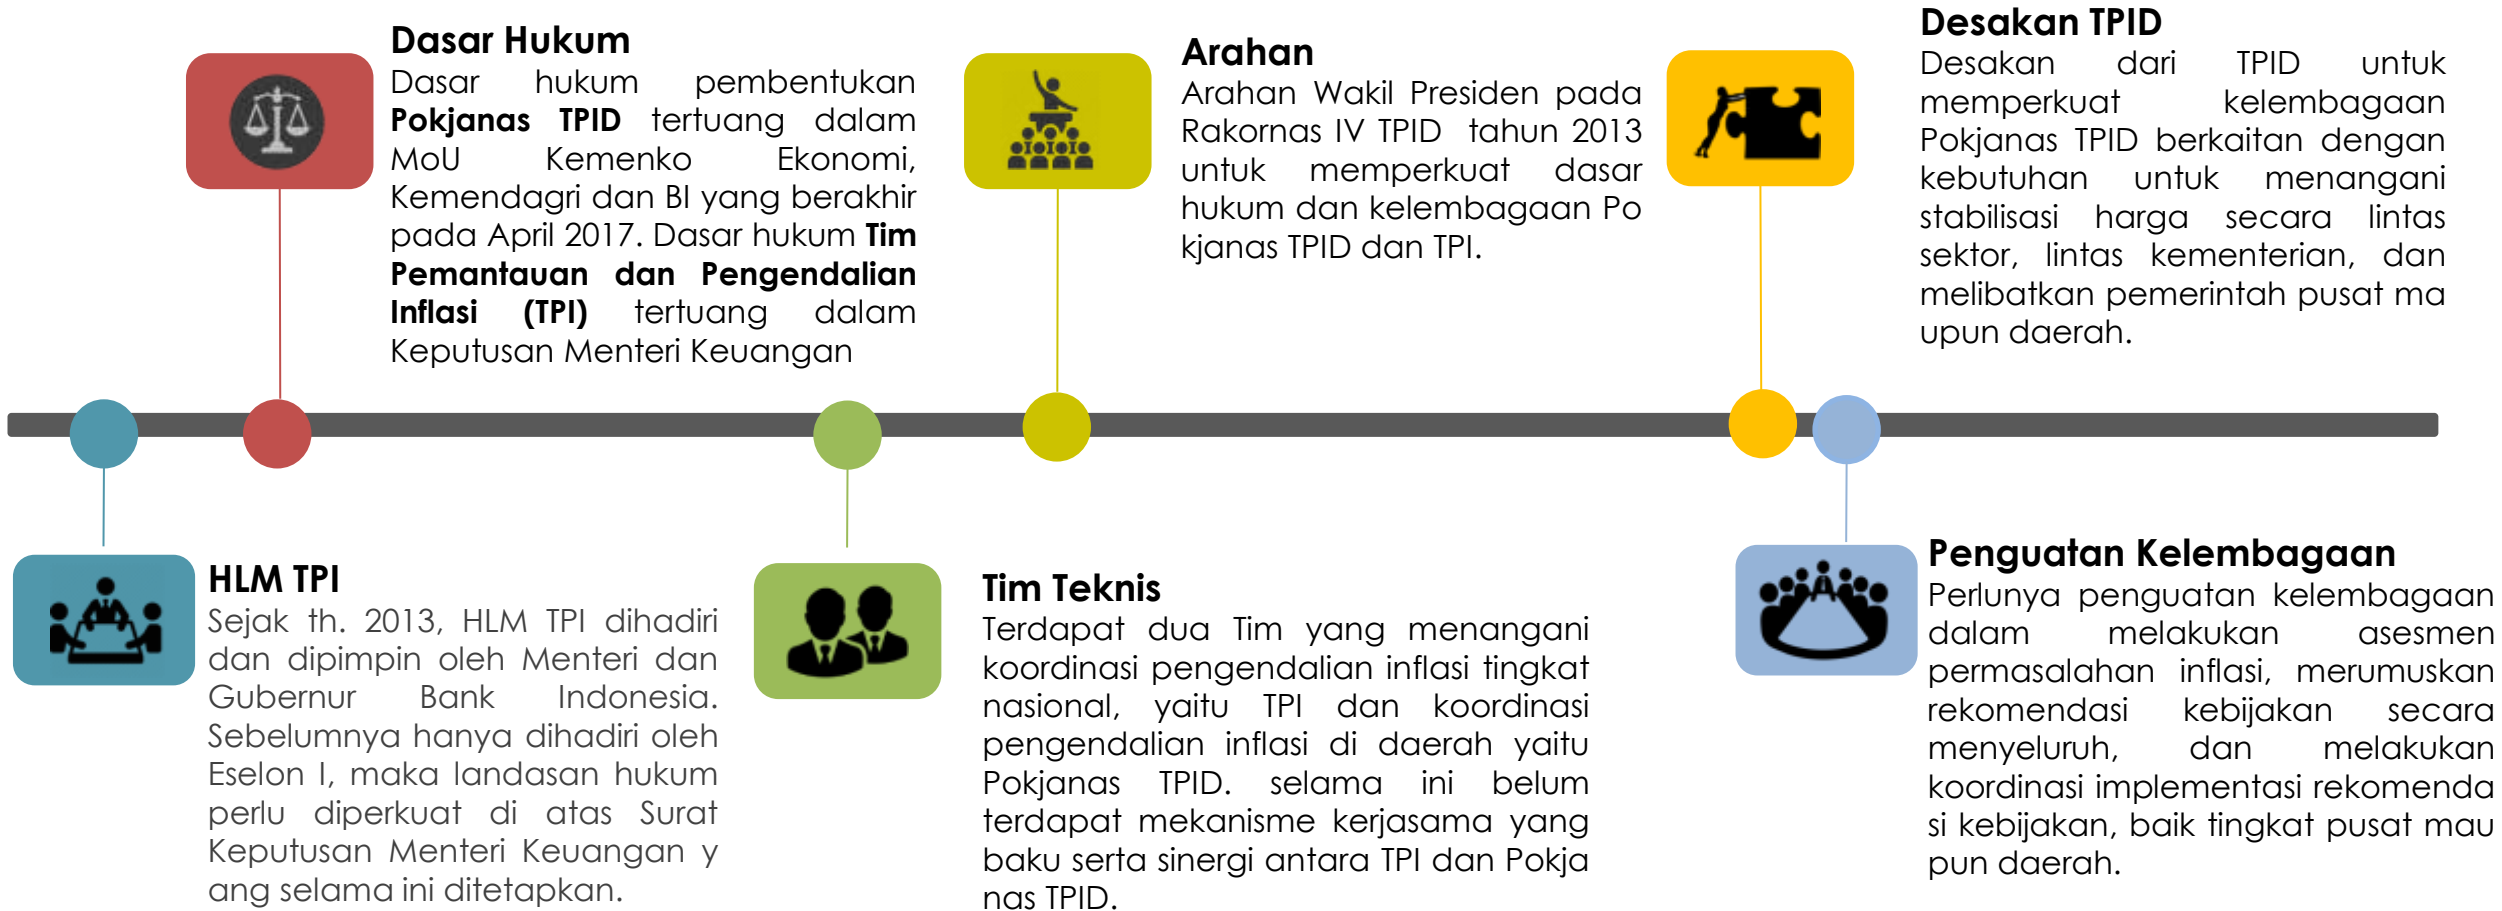 Dasar Hukum
Dasar hukum pembentukan
Pokjanas TPID tertuang dalam
MoU Kemenko Ekonomi,
Kemendagri dan BI yang berakhir
pada April 2017. Dasar hukum Tim
Pemantauan dan Pengendalian
Inflasi (TPI) tertuang dalam
Keputusan Menteri Keuangan
Arahan
Arahan Wakil Presiden pada
Rakornas IV TPID tahun 2013
untuk memperkuat dasar
hukum dan kelembagaan Po
kjanas TPID dan TPI.
Desakan TPID
Desakan dari TPID untuk
memperkuat kelembagaan
Pokjanas TPID berkaitan dengan
kebutuhan untuk menangani
stabilisasi harga secara lintas
sektor, lintas kementerian, dan
melibatkan pemerintah pusat ma
upun daerah.
HLM TPI
Sejak th. 2013, HLM TPI dihadiri
dan dipimpin oleh Menteri dan
Gubernur Bank Indonesia.
Sebelumnya hanya dihadiri oleh
Eselon I, maka landasan hukum
perlu diperkuat di atas Surat
Keputusan Menteri Keuangan y
ang selama ini ditetapkan.
Tim Teknis
Terdapat dua Tim yang menangani
koordinasi pengendalian inflasi tingkat
nasional, yaitu TPI dan koordinasi
pengendalian inflasi di daerah yaitu
Pokjanas TPID. selama ini belum
terdapat mekanisme kerjasama yang
baku serta sinergi antara TPI dan Pokja
nas TPID.
Penguatan Kelembagaan
Perlunya penguatan kelembagaan
dalam melakukan asesmen
permasalahan inflasi, merumuskan
rekomendasi kebijakan secara
menyeluruh, dan melakukan
koordinasi implementasi rekomenda
si kebijakan, baik tingkat pusat mau
pun daerah.